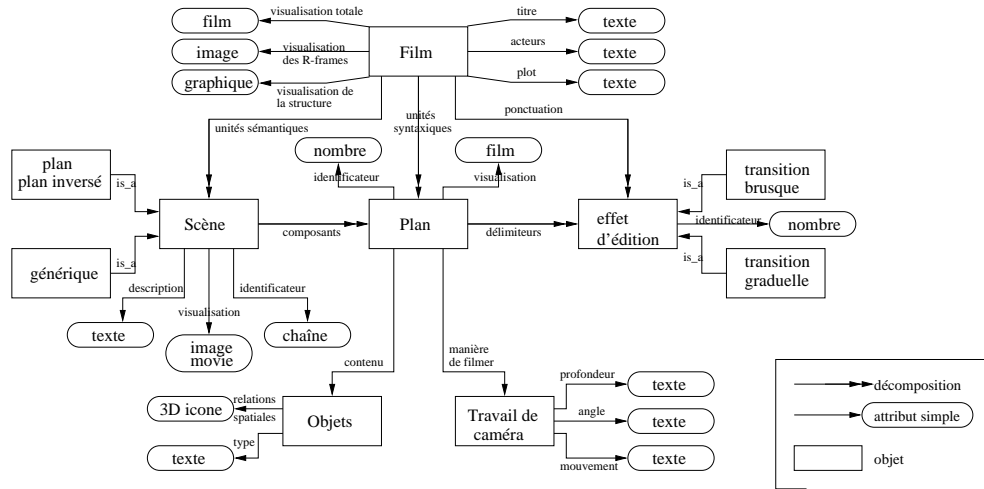 visualisation totale
titre
film
texte
acteurs
image
visualisation
des R-frames
Film
texte
plot
graphique
visualisation de
la structure
texte
unités
syntaxiques
ponctuation
unités sémantiques
nombre
film
identificateur
visualisation
plan
plan inversé
is_a
transition
brusque
is_a
Scène
composants
Plan
délimiteurs
effet
d'édition
identificateur
nombre
générique
is_a
is_a
transition
graduelle
description
identificateur
visualisation
texte
image
movie
chaîne
contenu
manière
de filmer
profondeur
texte
3D icone
relations
spatiales
Objets
Travail de
caméra
angle
texte
type
texte
mouvement
texte
décomposition
attribut simple
objet